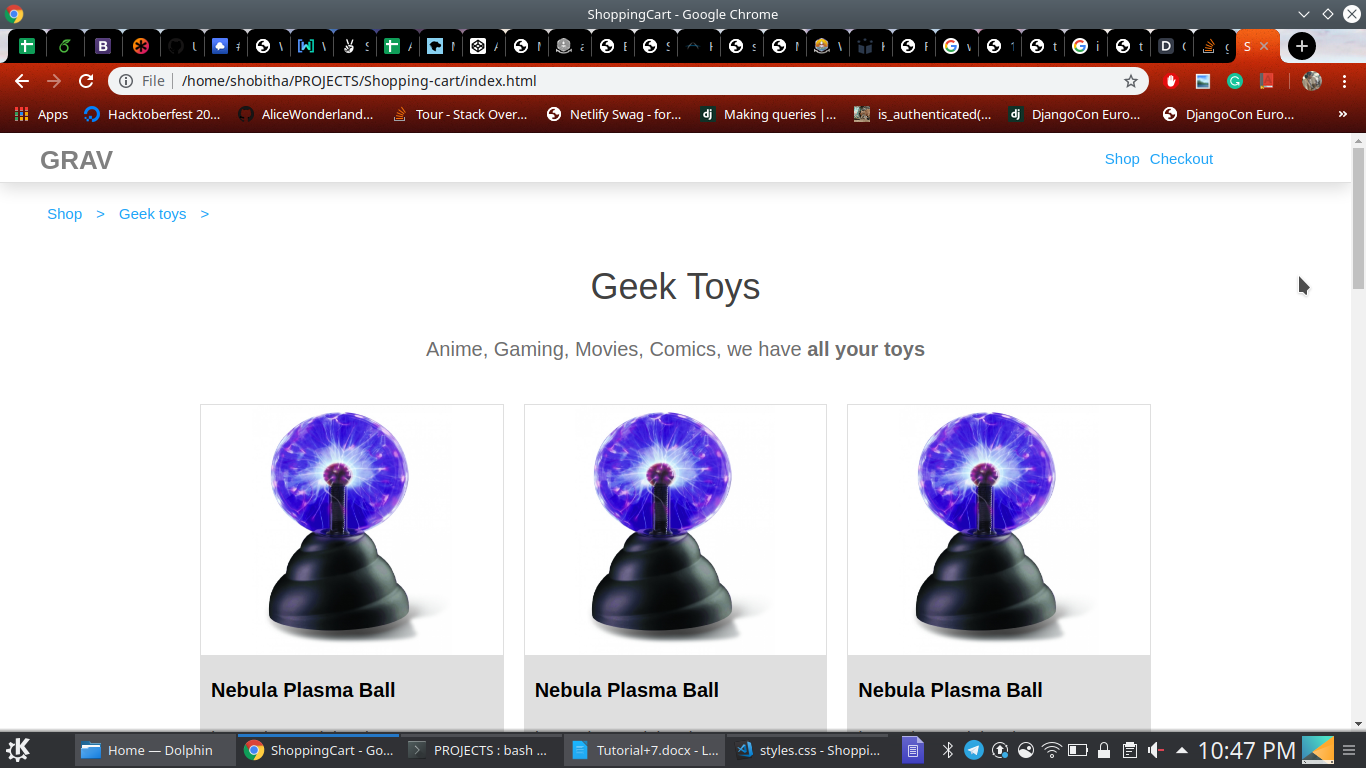 ShoppingCart - Google Chrome
File /home/shobitha/PROJECTS/Shopping-cart/index.html
Apps Hacktoberfest 20... AliceWonderland... Tour - Stack Over... Netlify Swag - for... Making queries |... is_authenticated(... DjangoCon Euro... DjangoCon Euro... »
GRAV Shop Checkout
Shop > Geek toys >
Geek Toys
Anime, Gaming, Movies, Comics, we have all your toys
Nebula Plasma Ball Nebula Plasma Ball Nebula Plasma Ball
Home — Dolphin ShoppingCart - Go... PROJECTS : bash ... Tutorial+7.docx - L... styles.css - Shoppi... 10:47 PM